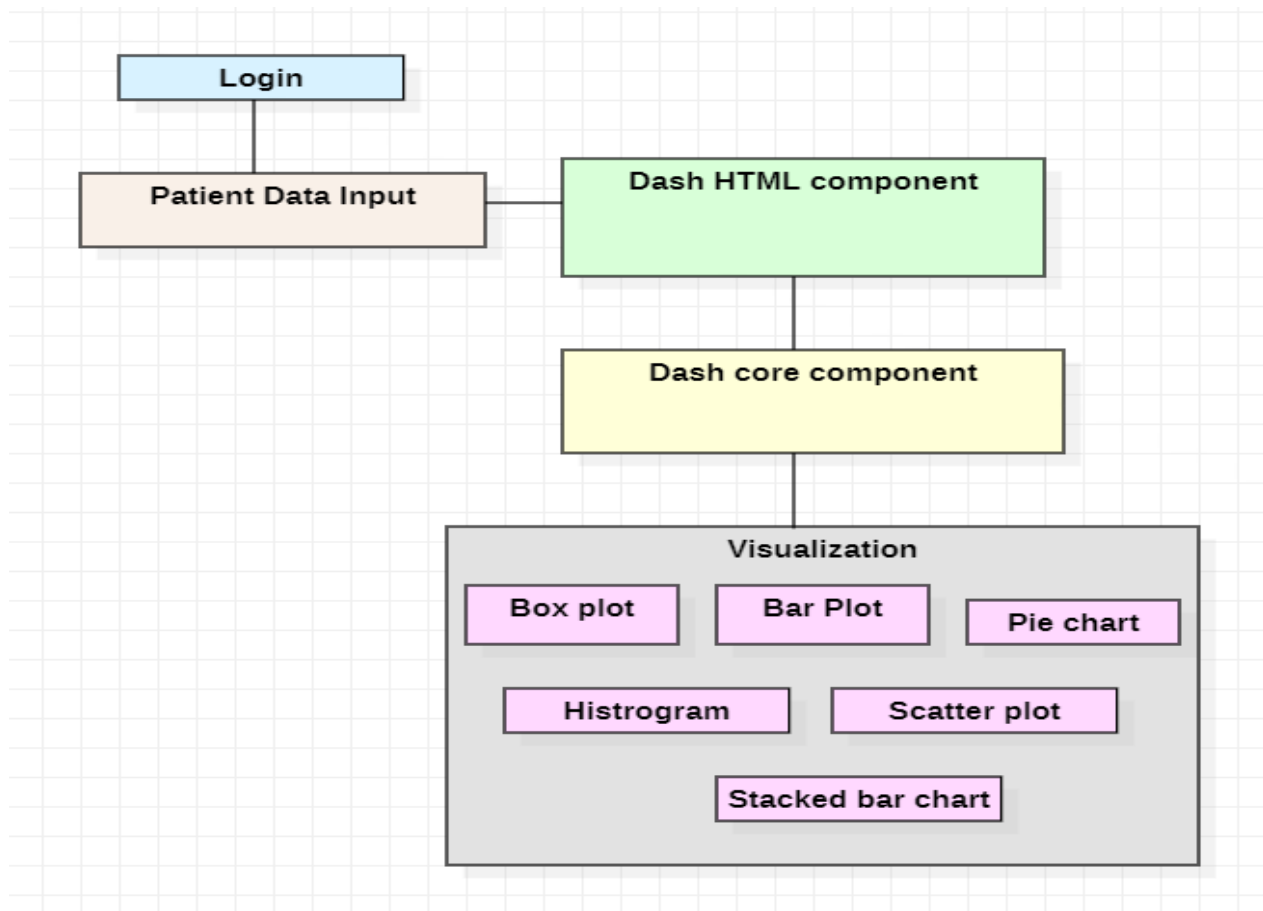 Login
Patient Data Input
Dash HTML component
Dash core component
Visualization
Box plot
Bar Plot
Pie chart
Histrogram
Scatter plot
Stacked bar chart